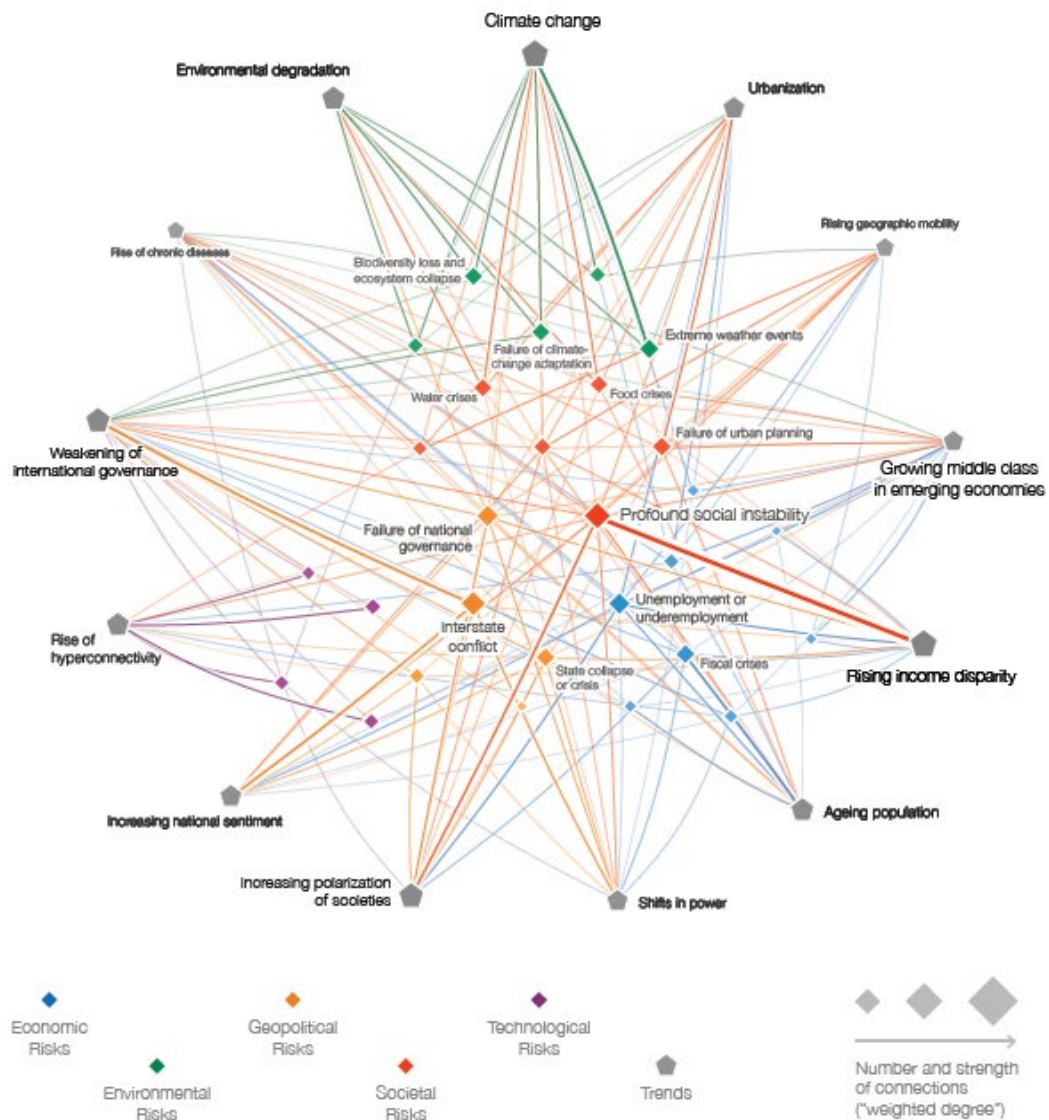 Climate change
Environmental degradation
Urbanization
Rise of chronic diseases
Rising geographic mobility
Biodiversity loss and
ecosystem collapse
Extreme weather events
Failure of climate-
change adaptation
Water crises
Food crises
Weakening of
international governance
Failure of urban planning
Growing middle class
in emerging economies
Failure of national
governance
Profound social instability
Rise of
hyperconnectivity
Interstate
conflict
Unemployment or
underemployment
State collapse
or crisis
Fiscal crises
Rising income disparity
Increasing national sentiment
Ageing population
Increasing polarization
of societies
Shifts in power
Economic
Risks
Geopolitical
Risks
Technological
Risks
Environmental
Risks
Societal
Risks
Trends
Number and strength
of connections
("weighted degree")